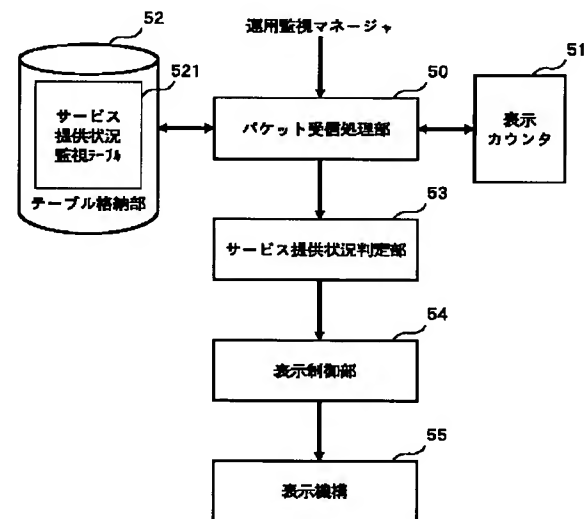 52
運用監視マネージャ
51
521
50
サービス
提供状況
監視テーブル
パケット受信処理部
表示
カウンタ
テーブル格納部
53
サービス提供状況判定部
54
表示制御部
55
表示機構